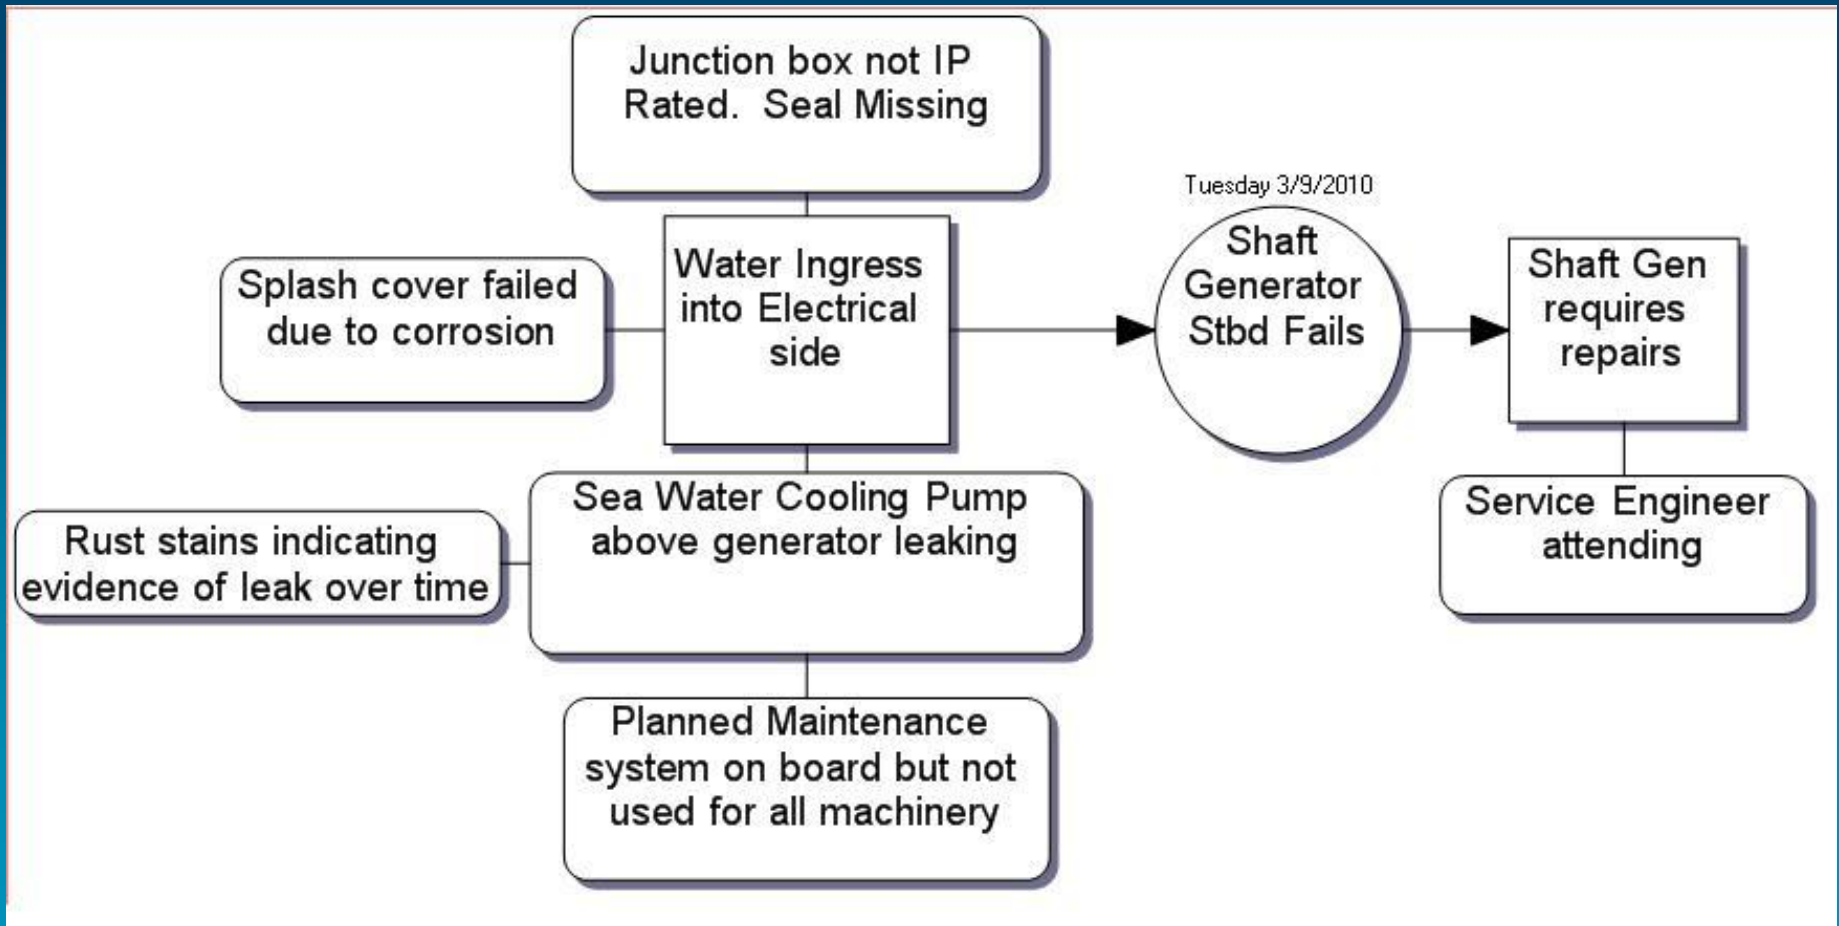 Junction box not IP
Rated.  Seal Missing
Tuesday 3/9/2010
Splash cover failed
due to corrosion
Water Ingress
into Electrical
side
Shaft
Generator
Stbd Fails
Shaft Gen
requires
repairs
Rust stains indicating
evidence of leak over time
Sea Water Cooling Pump
above generator leaking
Service Engineer
attending
Planned Maintenance
system on board but not
used for all machinery